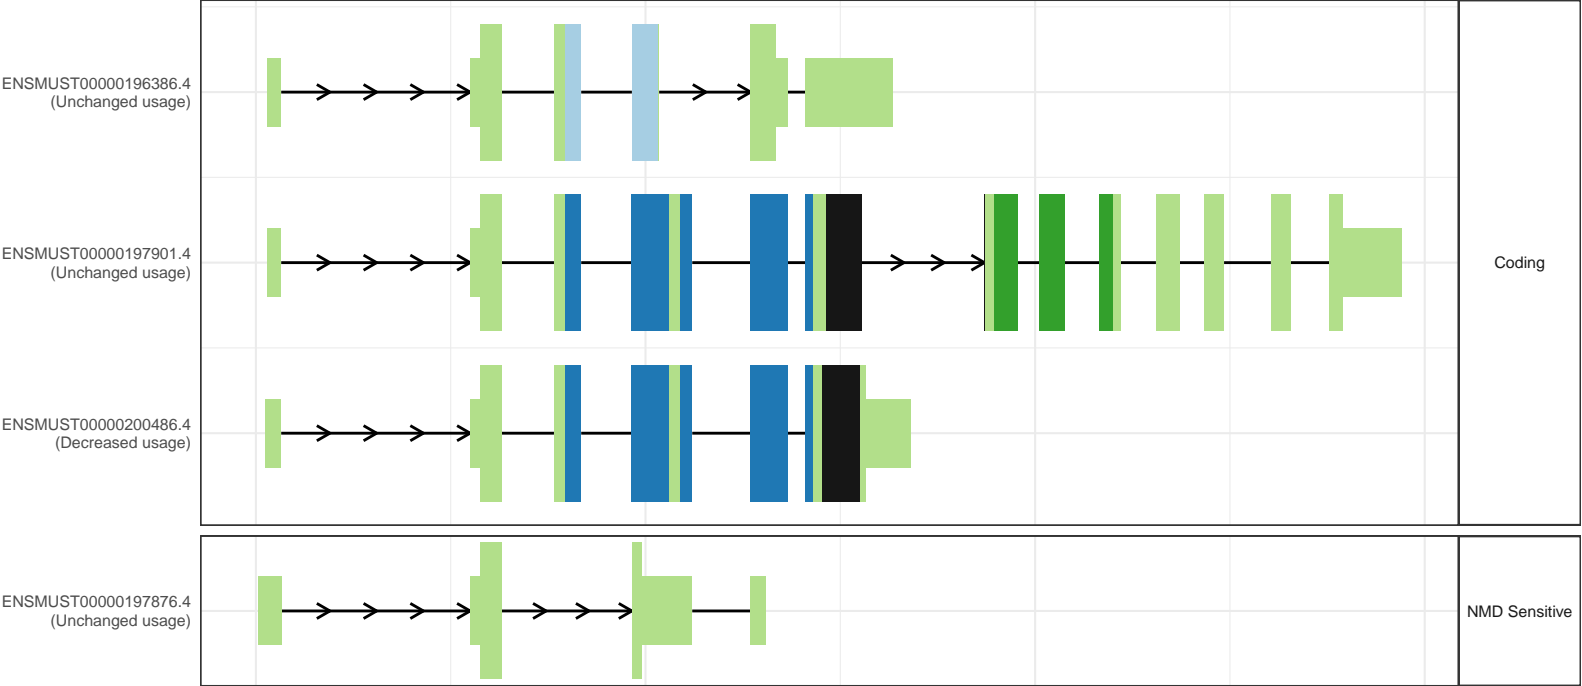 ENSMUST00000196386.4
(Unchanged usage)
ENSMUST00000197901.4
(Unchanged usage)
Coding
ENSMUST00000200486.4
(Decreased usage)
ENSMUST00000197876.4
(Unchanged usage)
NMD Sensitive